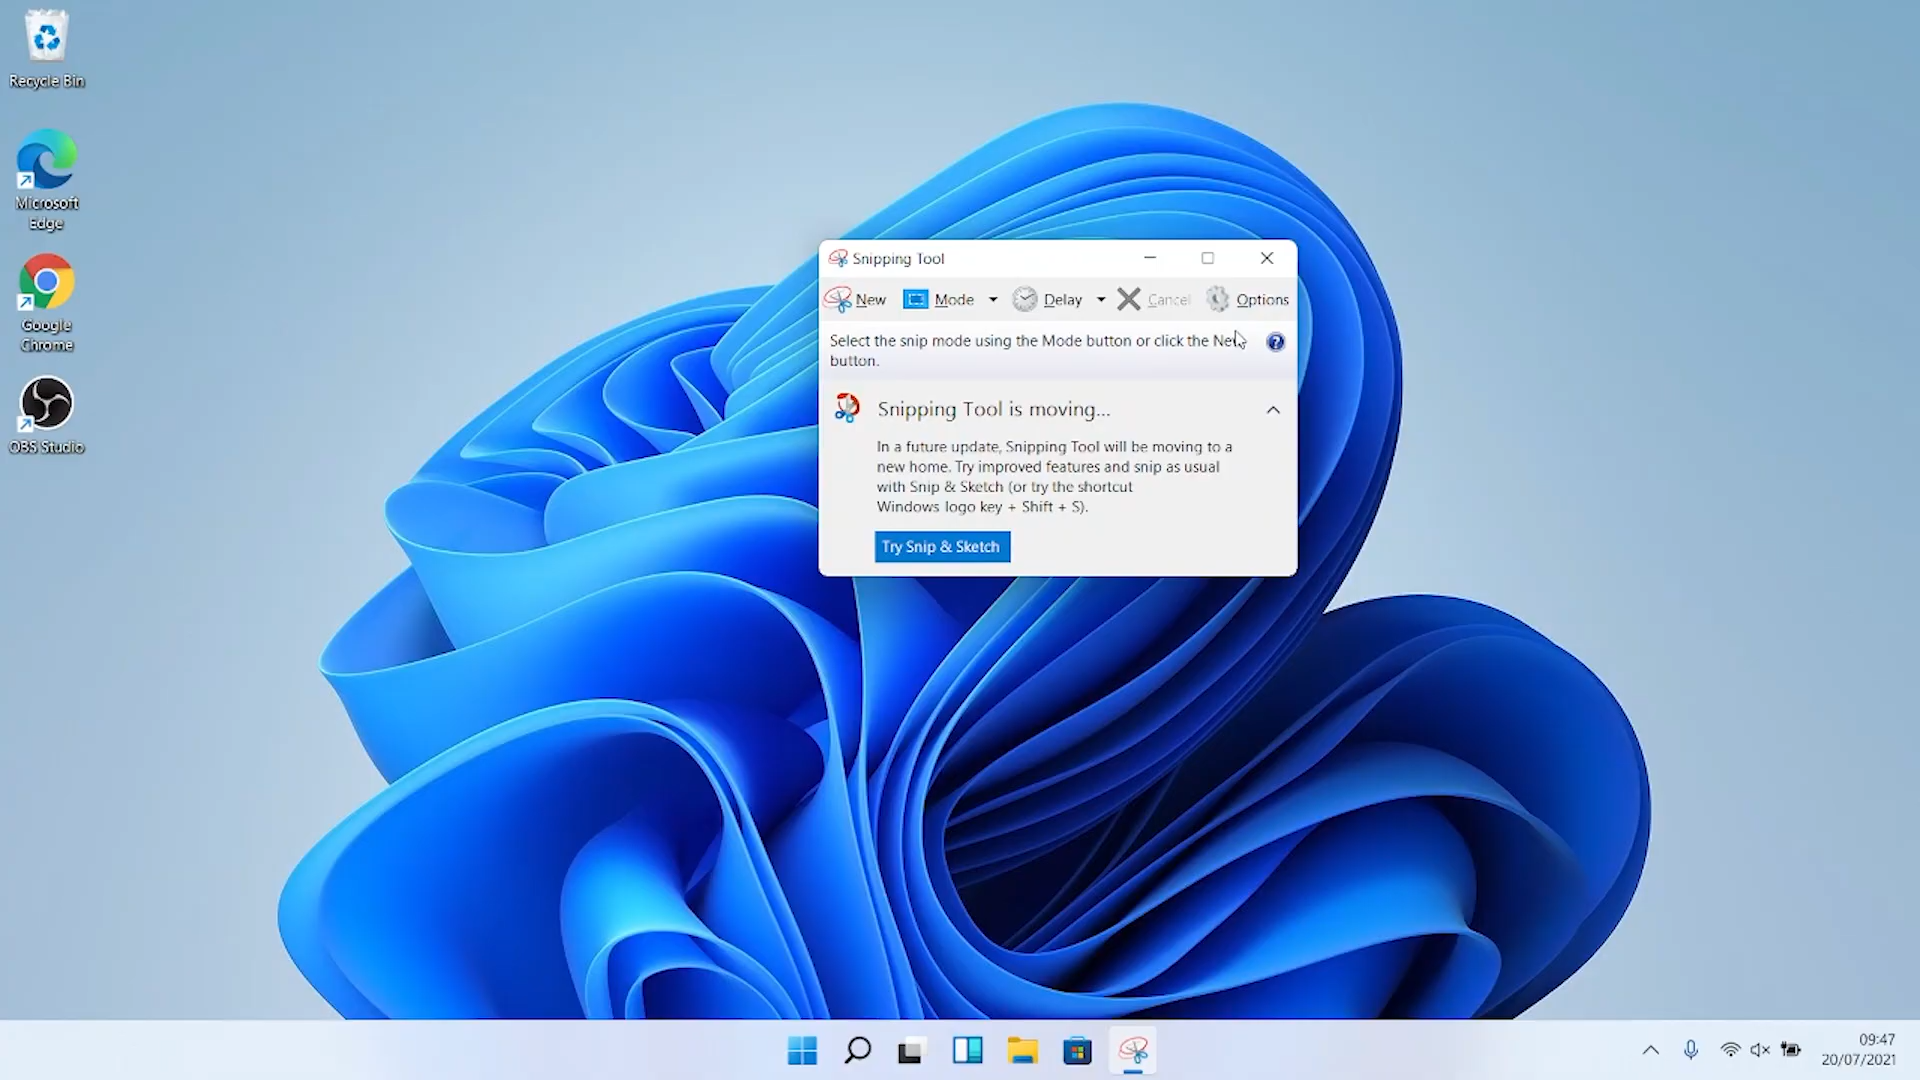 Recycle Bin
Microsoft
Edge
Google
Chrome
OBS Studio
Snipping Tool
New Mode Delay Cancel Options
Select the snip mode using the Mode button or click the New
button.
Snipping Tool is moving...
In a future update, Snipping Tool will be moving to a
new home. Try improved features and snip as usual
with Snip & Sketch (or try the shortcut
Windows logo key + Shift + S).
Try Snip & Sketch
09:47
20/07/2021